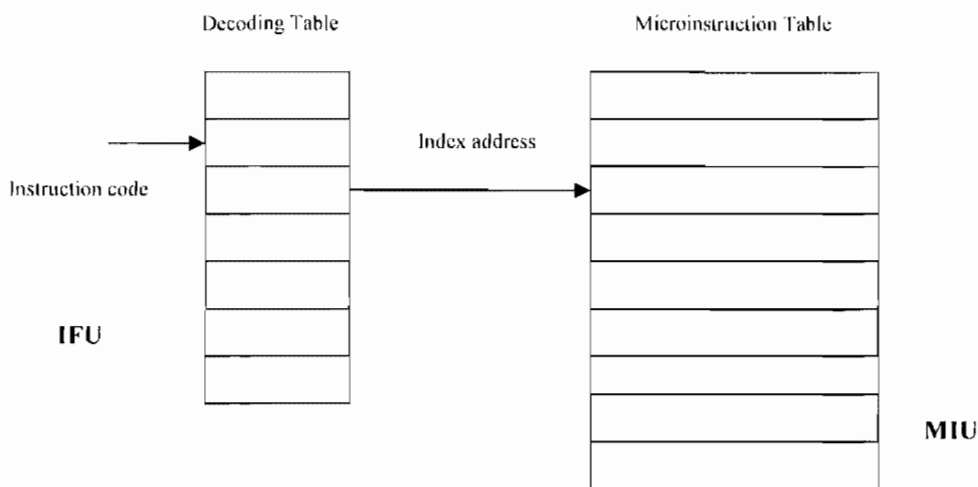 Decoding Table
Microinstruction Table
Index address
Instruction code
IFU
MIU